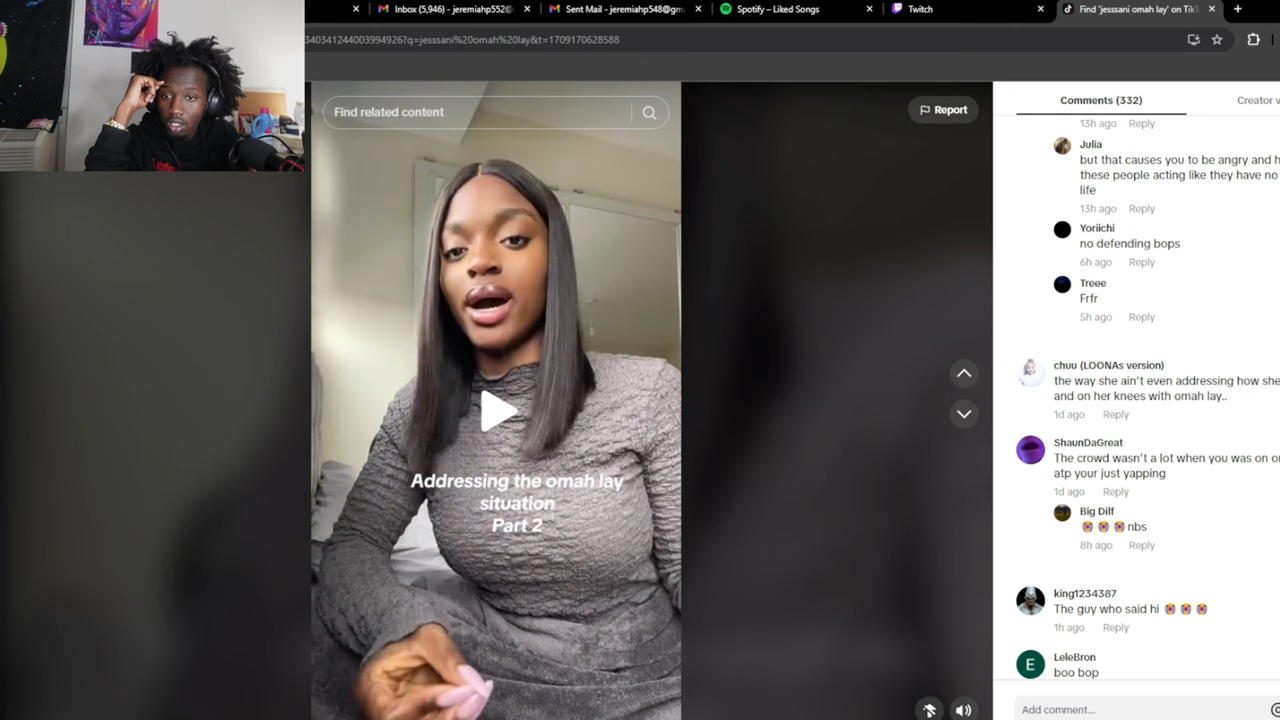 Inbox (5,946) - jeremiahp552@
Sent Mail - jeremiahp548@gm
Spotify – Liked Songs
Twitch
Find 'jesssani omah lay' on Tik
3403412440039949267?q=jesssani%20omah%20lay&t=1709170628588
Find related content
Report
Addressing the omah lay
situation
Part 2
Comments (332)
Creator v
13h ago Reply
Julia
but that causes you to be angry and h
these people acting like they have no
life
13h ago Reply
Yoriichi
no defending bops
6h ago Reply
Treee
Frfr
5h ago Reply
chuu (LOONAs version)
the way she ain't even addressing how she
and on her knees with omah lay..
1d ago Reply
ShaunDaGreat
The crowd wasn't a lot when you was on o
atp your just yapping
1d ago Reply
Big Dilf
nbs
8h ago Reply
king1234387
The guy who said hi
1h ago Reply
E
LeleBron
boo bop
Add comment...